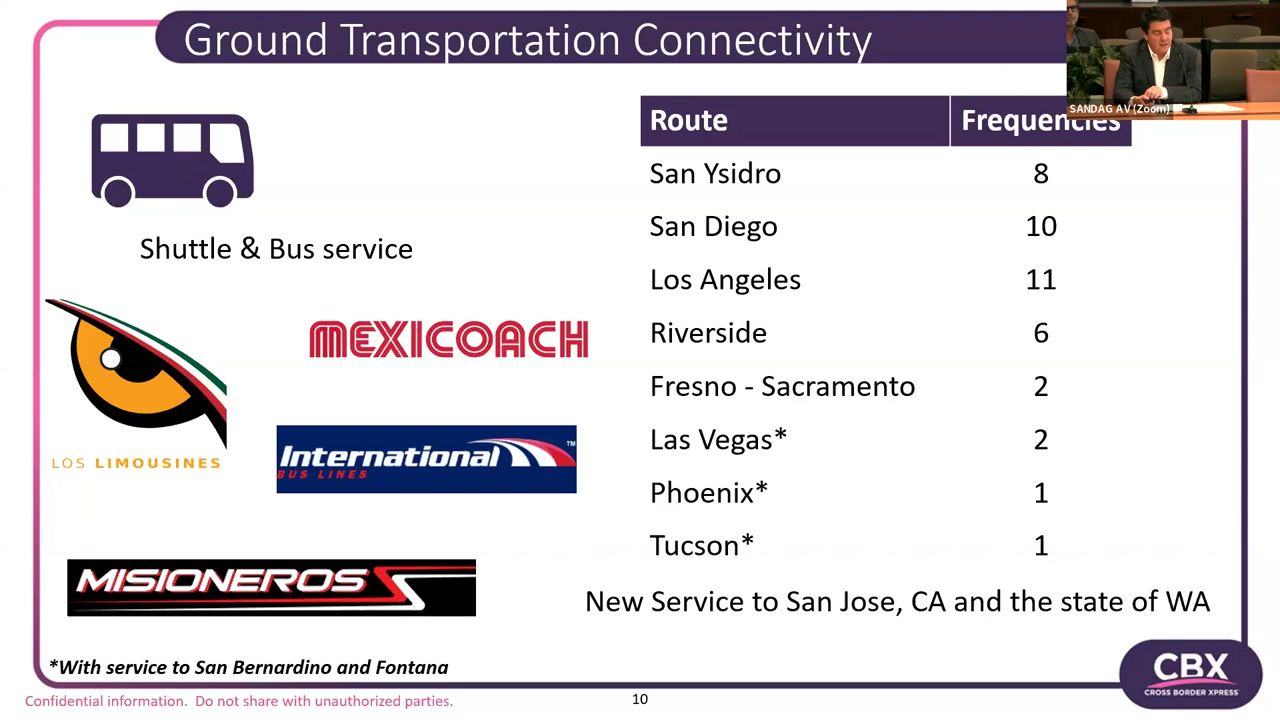 Ground Transportation Connectivity
SANDAG AV (Zoom)
Shuttle & Bus service
LOS LIMOUSINES
MEXICOACH
International TM
BUS LINES
MISIONEROS
*With service to San Bernardino and Fontana
Route Frequencies
San Ysidro 8
San Diego 10
Los Angeles 11
Riverside 6
Fresno - Sacramento 2
Las Vegas* 2
Phoenix* 1
Tucson* 1
New Service to San Jose, CA and the state of WA
CBX
CROSS BORDER XPRESS
Confidential information. Do not share with unauthorized parties.
10